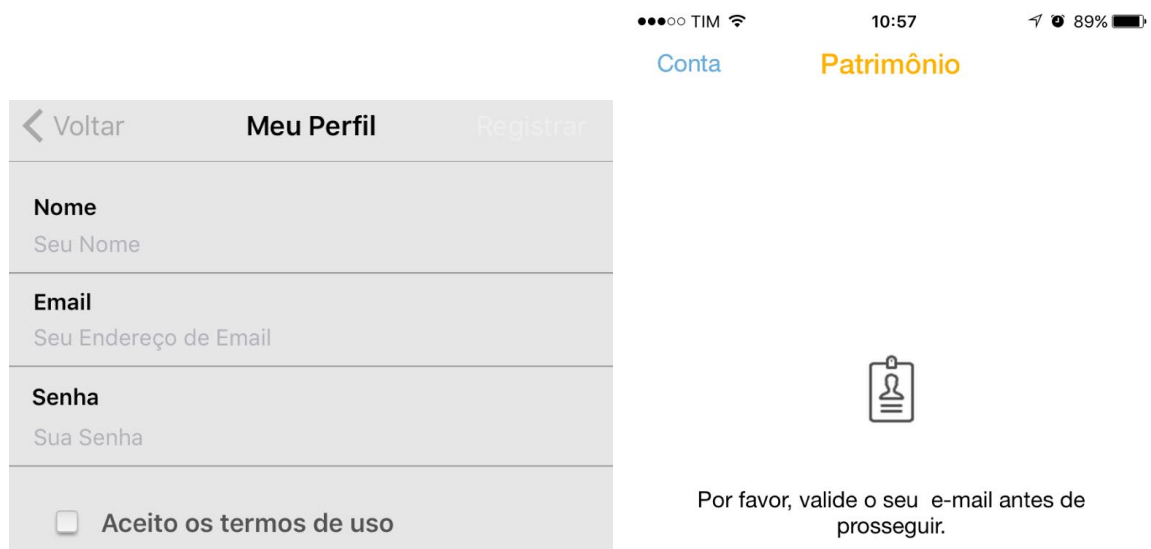 Voltar Meu Perfil Registrar
Nome
Seu Nome
Email
Seu Endereço de Email
Senha
Sua Senha
Aceito os termos de uso
TIM 10:57 89%
Conta Patrimônio
Por favor, valide o seu e-mail antes de
prosseguir.